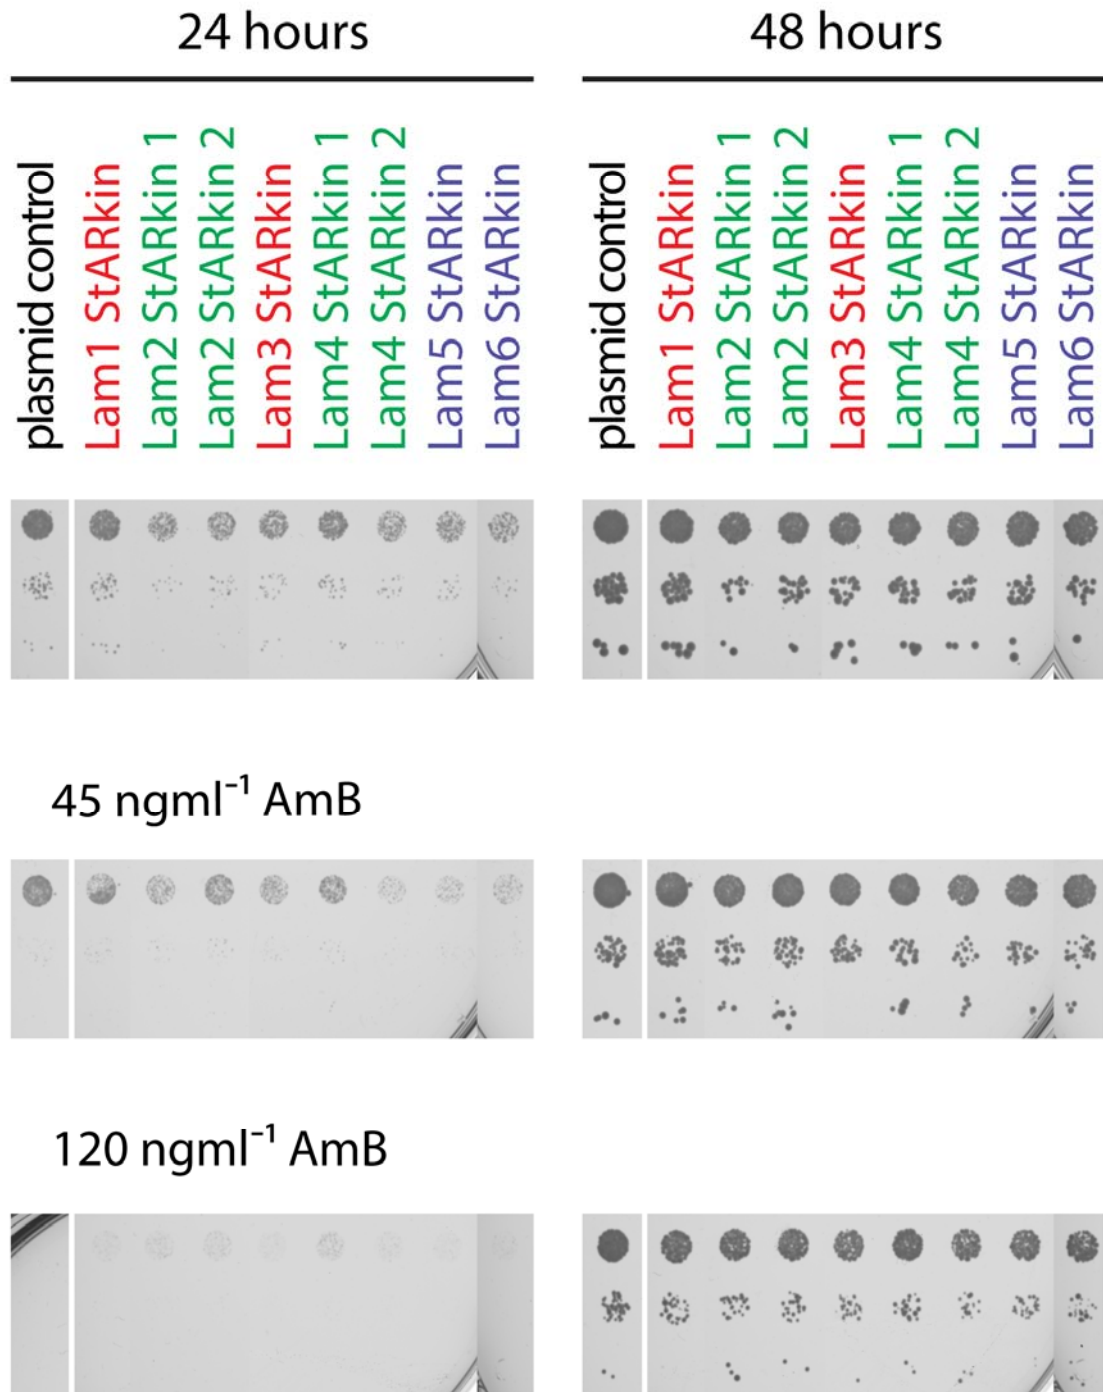 24 hours
48 hours
plasmid control
Lam1 StARkin
Lam2 StARkin 1
Lam2 StARkin 2
Lam3 StARkin
Lam4 StARkin 1
Lam4 StARkin 2
Lam5 StARkin
Lam6 StARkin
plasmid control
Lam1 StARkin
Lam2 StARkin 1
Lam2 StARkin 2
Lam3 StARkin
Lam4 StARkin 1
Lam4 StARkin 2
Lam5 StARkin
Lam6 StARkin
45 ngml⁻¹ AmB
120 ngml⁻¹ AmB